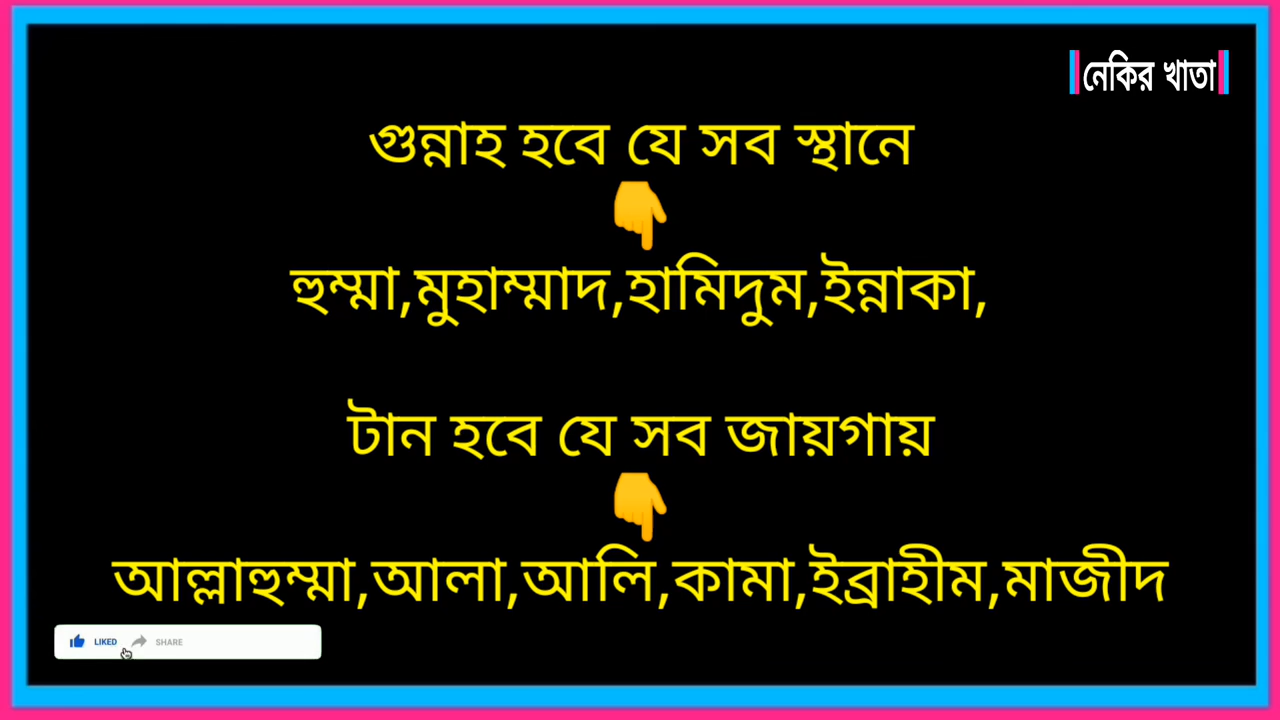 নেকির খাতা
গুন্নাহ হবে যে সব স্থানে
👇
হুম্মা,মুহাম্মাদ,হামিদুম,ইন্নাকা,
টান হবে যে সব জায়গায়
👇
আল্লাহুম্মা,আলা,আলি,কামা,ইব্রাহীম,মাজীদ
LIKED SHARE